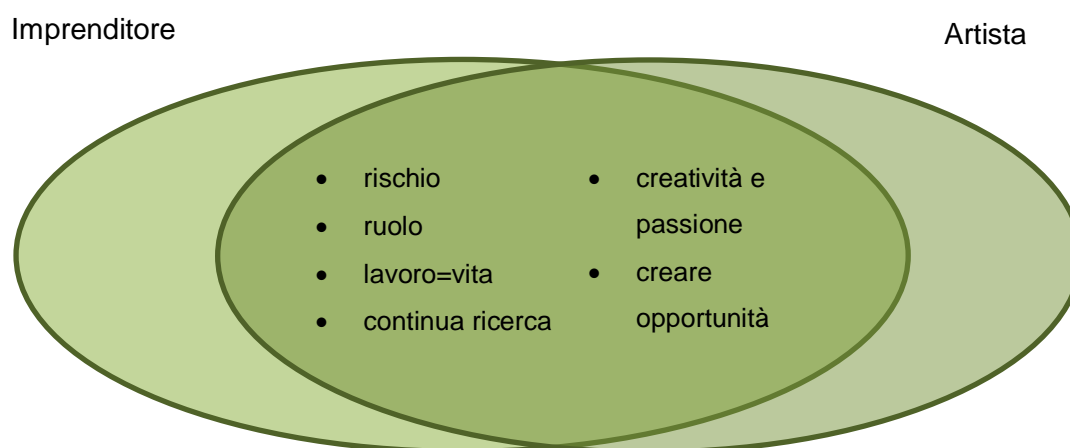 Imprenditore
Artista
• rischio
• ruolo
• lavoro=vita
• continua ricerca
• creatività e
passione
• creare
opportunità